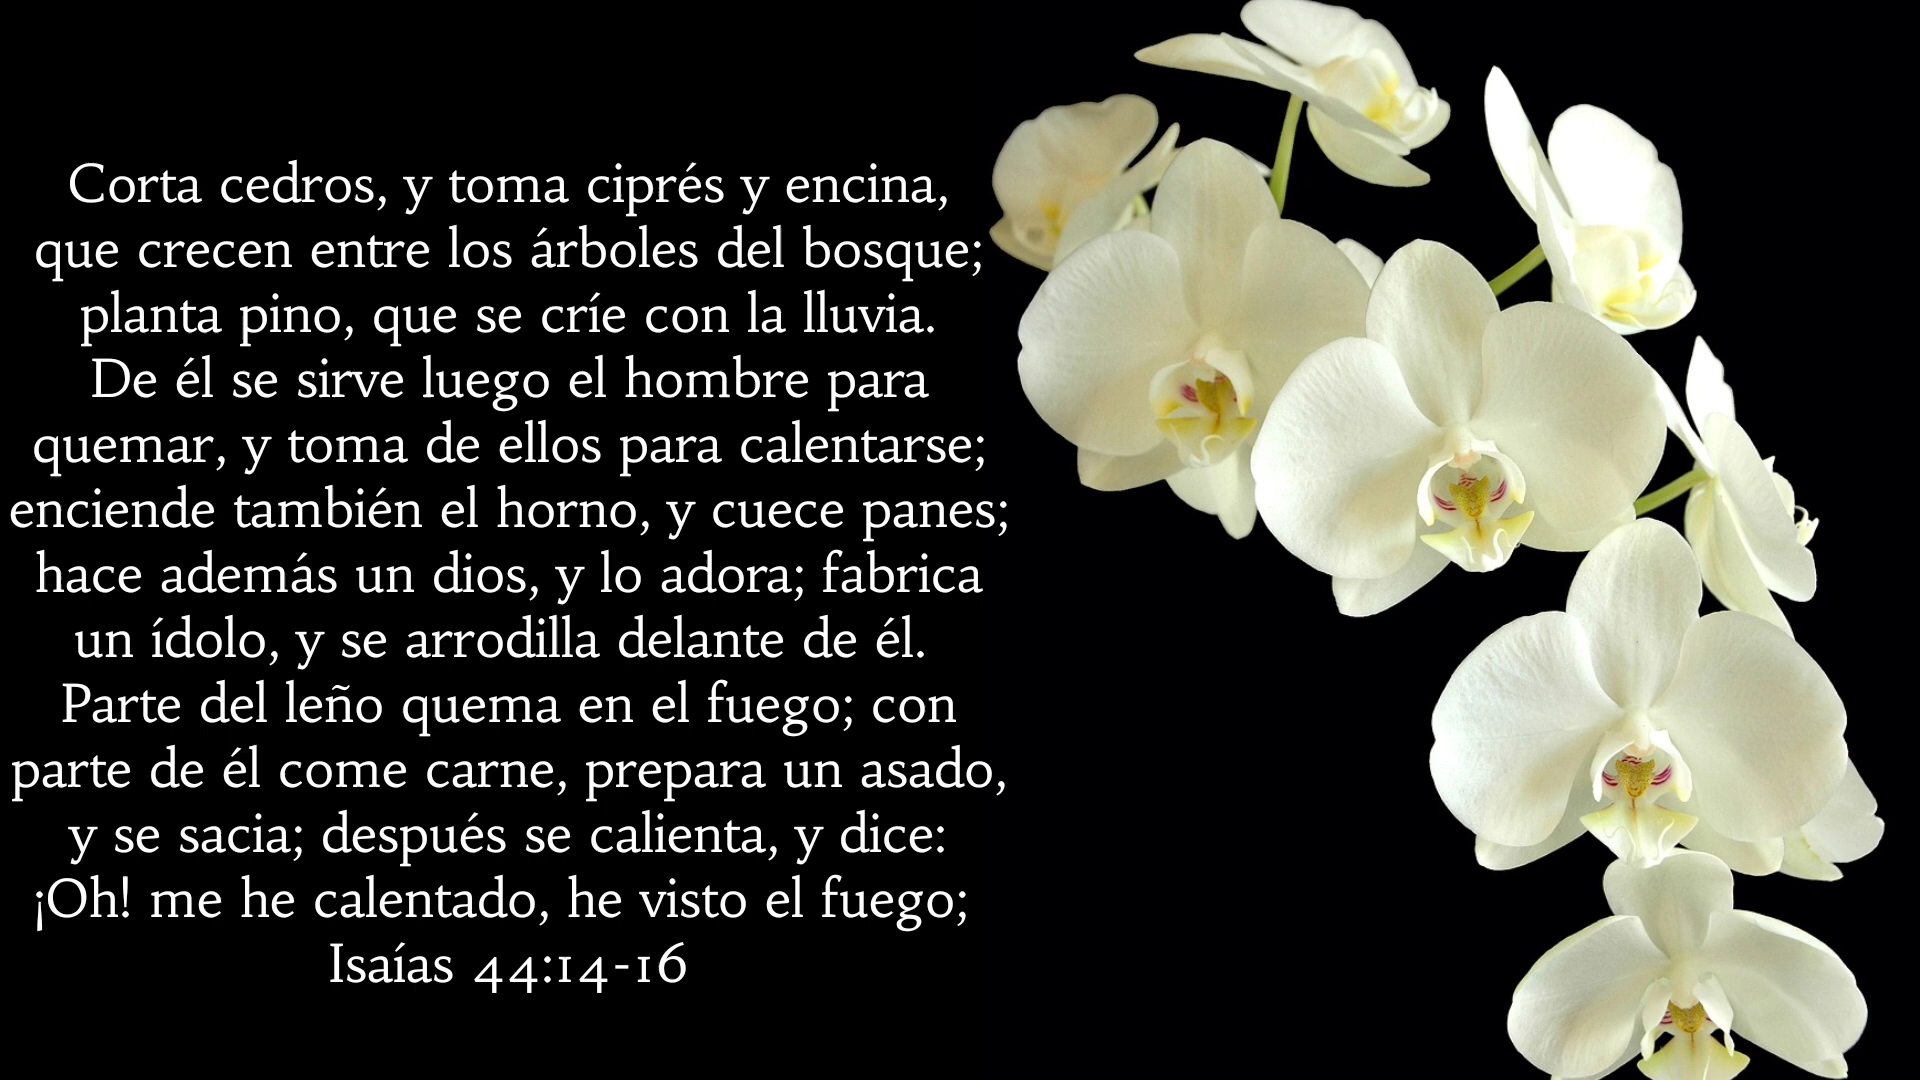 Corta cedros, y toma ciprés y encina,
que crecen entre los árboles del bosque;
planta pino, que se críe con la lluvia.
De él se sirve luego el hombre para
quemar, y toma de ellos para calentarse;
enciende también el horno, y cuece panes;
hace además un dios, y lo adora; fabrica
un ídolo, y se arrodilla delante de él.
Parte del leño quema en el fuego; con
parte de él come carne, prepara un asado,
y se sacia; después se calienta, y dice:
¡Oh! me he calentado, he visto el fuego;
Isaías 44:14-16